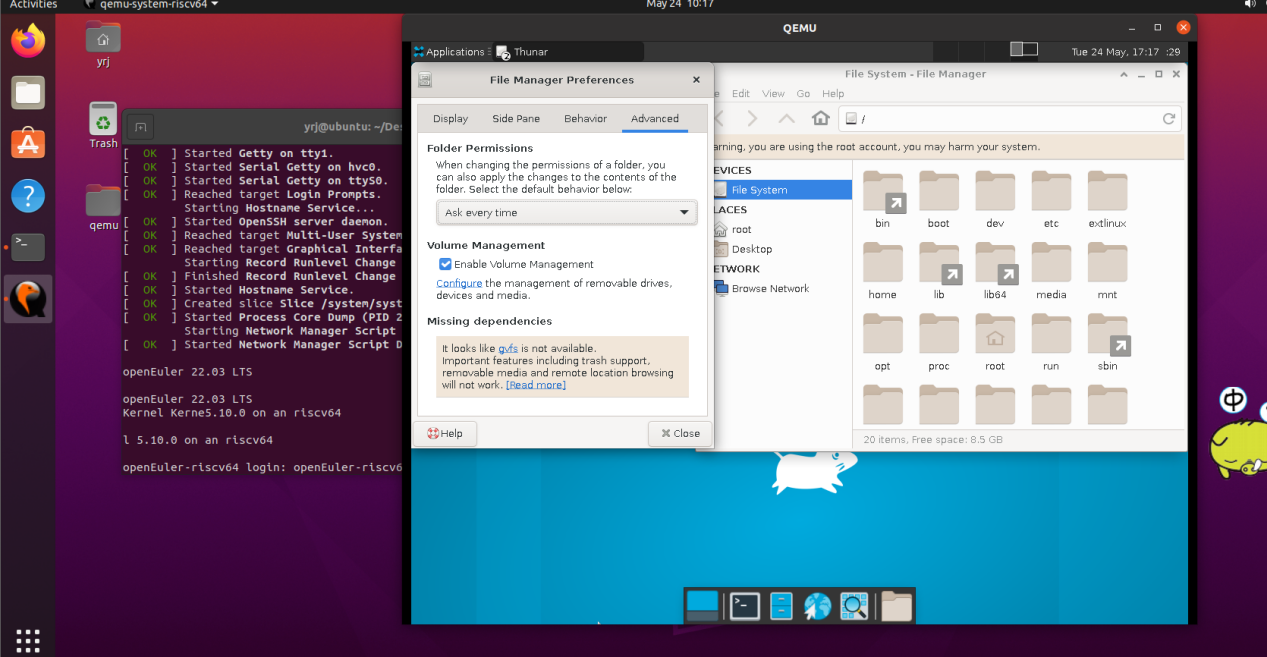 Activities
qemu-system-riscv64
May 24 10:17
yrj
Trash
qemu
yrj@ubuntu: ~/Des
[ OK ] Started Getty on tty1.
[ OK ] Started Serial Getty on hvc0.
[ OK ] Started Serial Getty on ttyS0.
[ OK ] Reached target Login Prompts.
Starting Hostname Service...
[ OK ] Started OpenSSH server daemon.
[ OK ] Reached target Multi-User System
[ OK ] Reached target Graphical Interfa
Starting Record Runlevel Change
[ OK ] Finished Record Runlevel Change
[ OK ] Started Hostname Service.
[ OK ] Created slice Slice /system/syst
[ OK ] Started Process Core Dump (PID 2
Starting Network Manager Script
[ OK ] Started Network Manager Script D
openEuler 22.03 LTS
openEuler 22.03 LTS
Kernel Kerne5.10.0 on an riscv64
l 5.10.0 on an riscv64
openEuler-riscv64 login: openEuler-riscv6
QEMU
Applications
2
Thunar
Tue 24 May, 17:17 :29
File Manager Preferences
Display
Side Pane
Behavior
Advanced
Folder Permissions
When changing the permissions of a folder, you
can also apply the changes to the contents of the
folder. Select the default behavior below:
Ask every time
Volume Management
Enable Volume Management
Configure the management of removable drives,
devices and media.
Missing dependencies
It looks like gvfs is not available.
Important features including trash support,
removable media and remote location browsing
will not work. [Read more]
Help
Close
File System - File Manager
e Edit View Go Help
/
arning, you are using the root account, you may harm your system.
EVICES
File System
LACES
root
Desktop
ETWORK
Browse Network
bin
boot
dev
etc
extlinux
home
lib
lib64
media
mnt
opt
proc
root
run
sbin
20 items, Free space: 8.5 GB
中